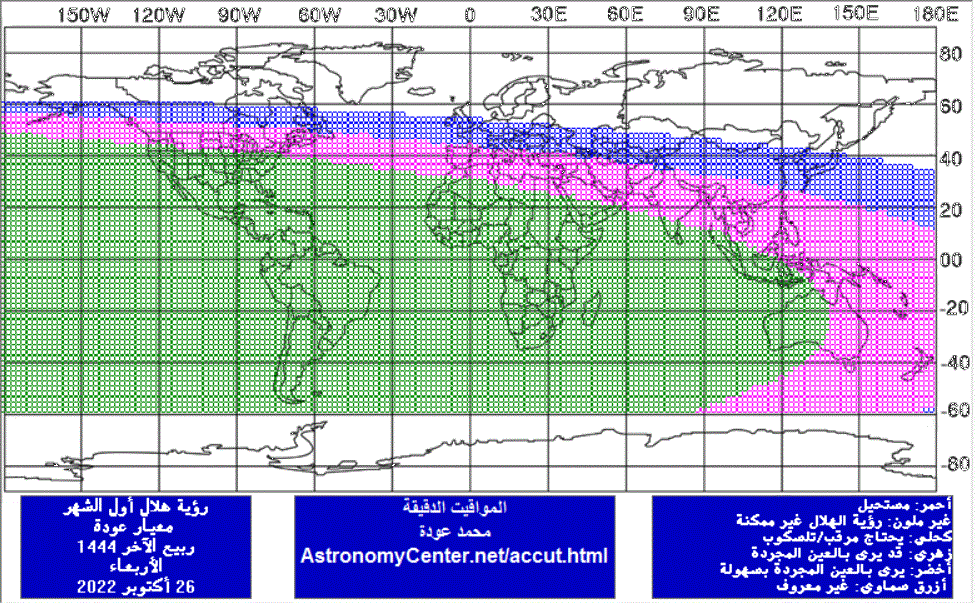 150W 120W 90W 60W 30W 0 30E 60E 90E 120E 150E 180E
80
60
40
20
00
-20
-40
-60
-80
رؤية هلال أول الشهر
معيار عودة
ربيع الآخر 1444
الأربعاء
26 أكتوبر 2022
المواقيت الدقيقة
محمد عودة
AstronomyCenter.net/accut.html
أحمر: مستحيل
غير ملون: رؤية الهلال غير ممكنة
كحلي: يحتاج مرقب/تلسكوب
زهري: قد يرى بالعين المجردة
أخضر: يرى بالعين المجردة بسهولة
أزرق سماوي: غير معروف